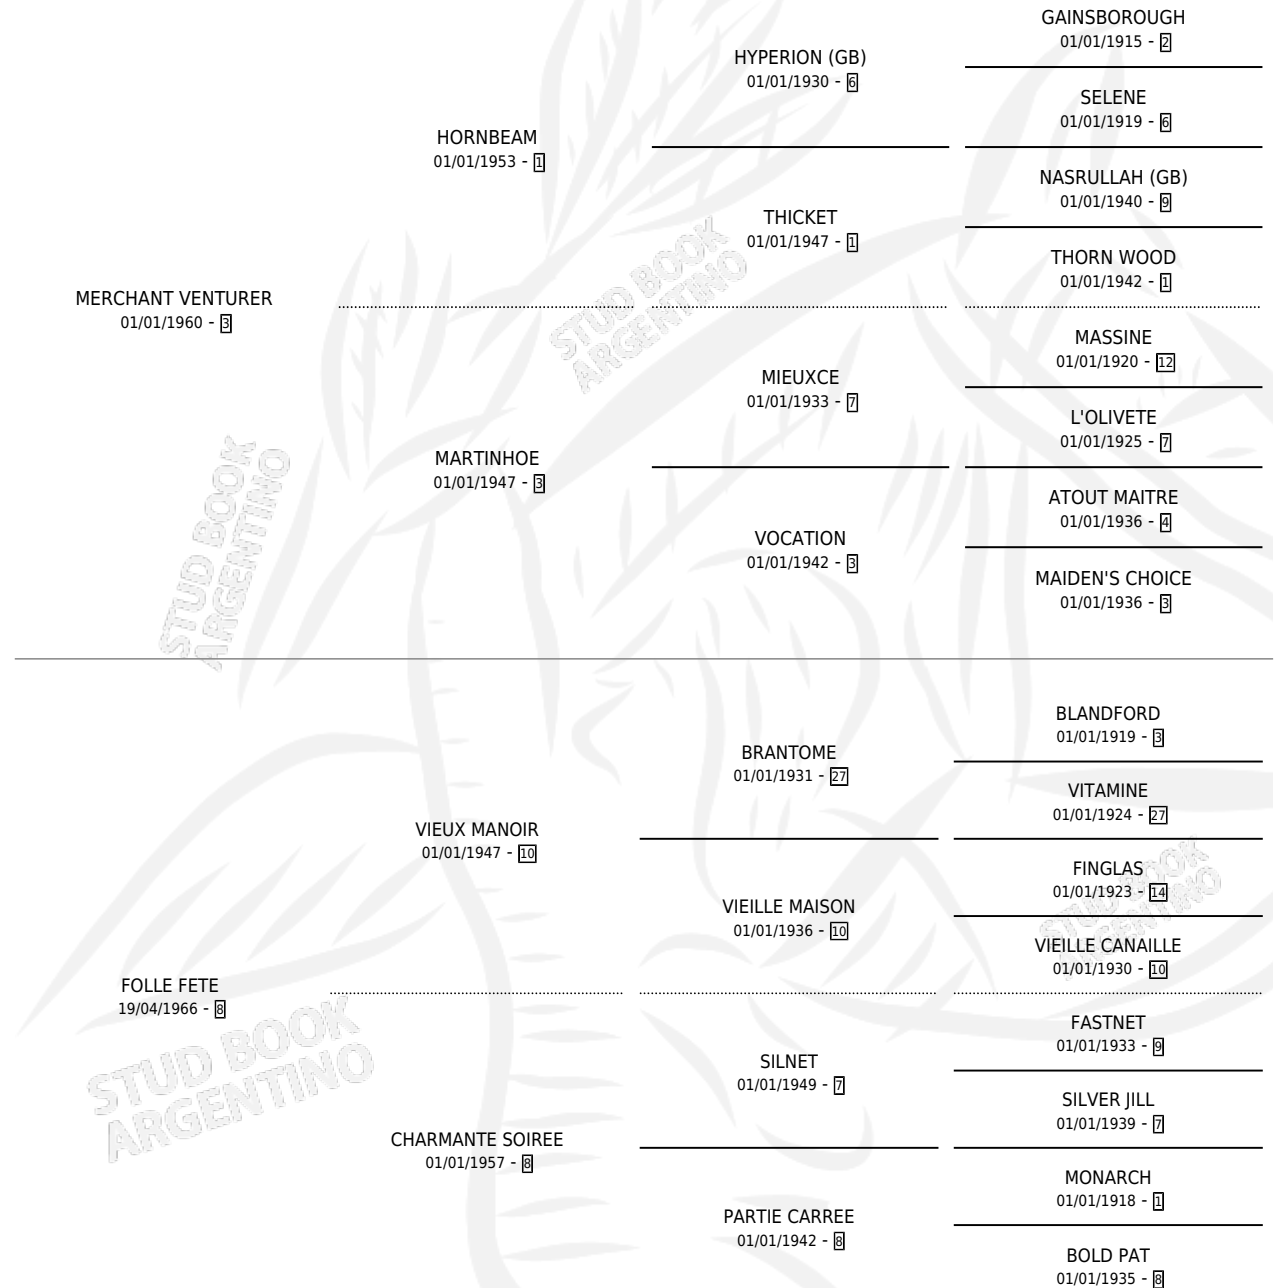 GAINSBOROUGH
01/01/1915 - 2
HYPERION (GB)
01/01/1930 - 6
SELENE
01/01/1919 - 6
HORNBEAM
01/01/1953 - 1
NASRULLAH (GB)
01/01/1940 - 9
THICKET
01/01/1947 - 1
THORN WOOD
01/01/1942 - 1
MERCHANT VENTURER
01/01/1960 - 3
MASSINE
01/01/1920 - 12
MIEUXCE
01/01/1933 - 7
L'OLIVETE
01/01/1925 - 7
MARTINHOE
01/01/1947 - 3
ATOUT MAITRE
01/01/1936 - 4
VOCATION
01/01/1942 - 3
MAIDEN'S CHOICE
01/01/1936 - 3
STUD BOOK
ARGENTINO
STUD BOOK
ARGENTINO
BLANDFORD
01/01/1919 - 3
BRANTOME
01/01/1931 - 27
VITAMINE
01/01/1924 - 27
VIEUX MANOIR
01/01/1947 - 10
FINGLAS
01/01/1923 - 14
VIEILLE MAISON
01/01/1936 - 10
VIEILLE CANAILLE
01/01/1930 - 10
FOLLE FETE
19/04/1966 - 8
FASTNET
01/01/1933 - 9
SILNET
01/01/1949 - 7
SILVER JILL
01/01/1939 - 7
CHARMANTE SOIREE
01/01/1957 - 8
MONARCH
01/01/1918 - 1
PARTIE CARREE
01/01/1942 - 8
BOLD PAT
01/01/1935 - 8
STUD BOOK
ARGENTINO
STUD BOOK
ARGENTINO